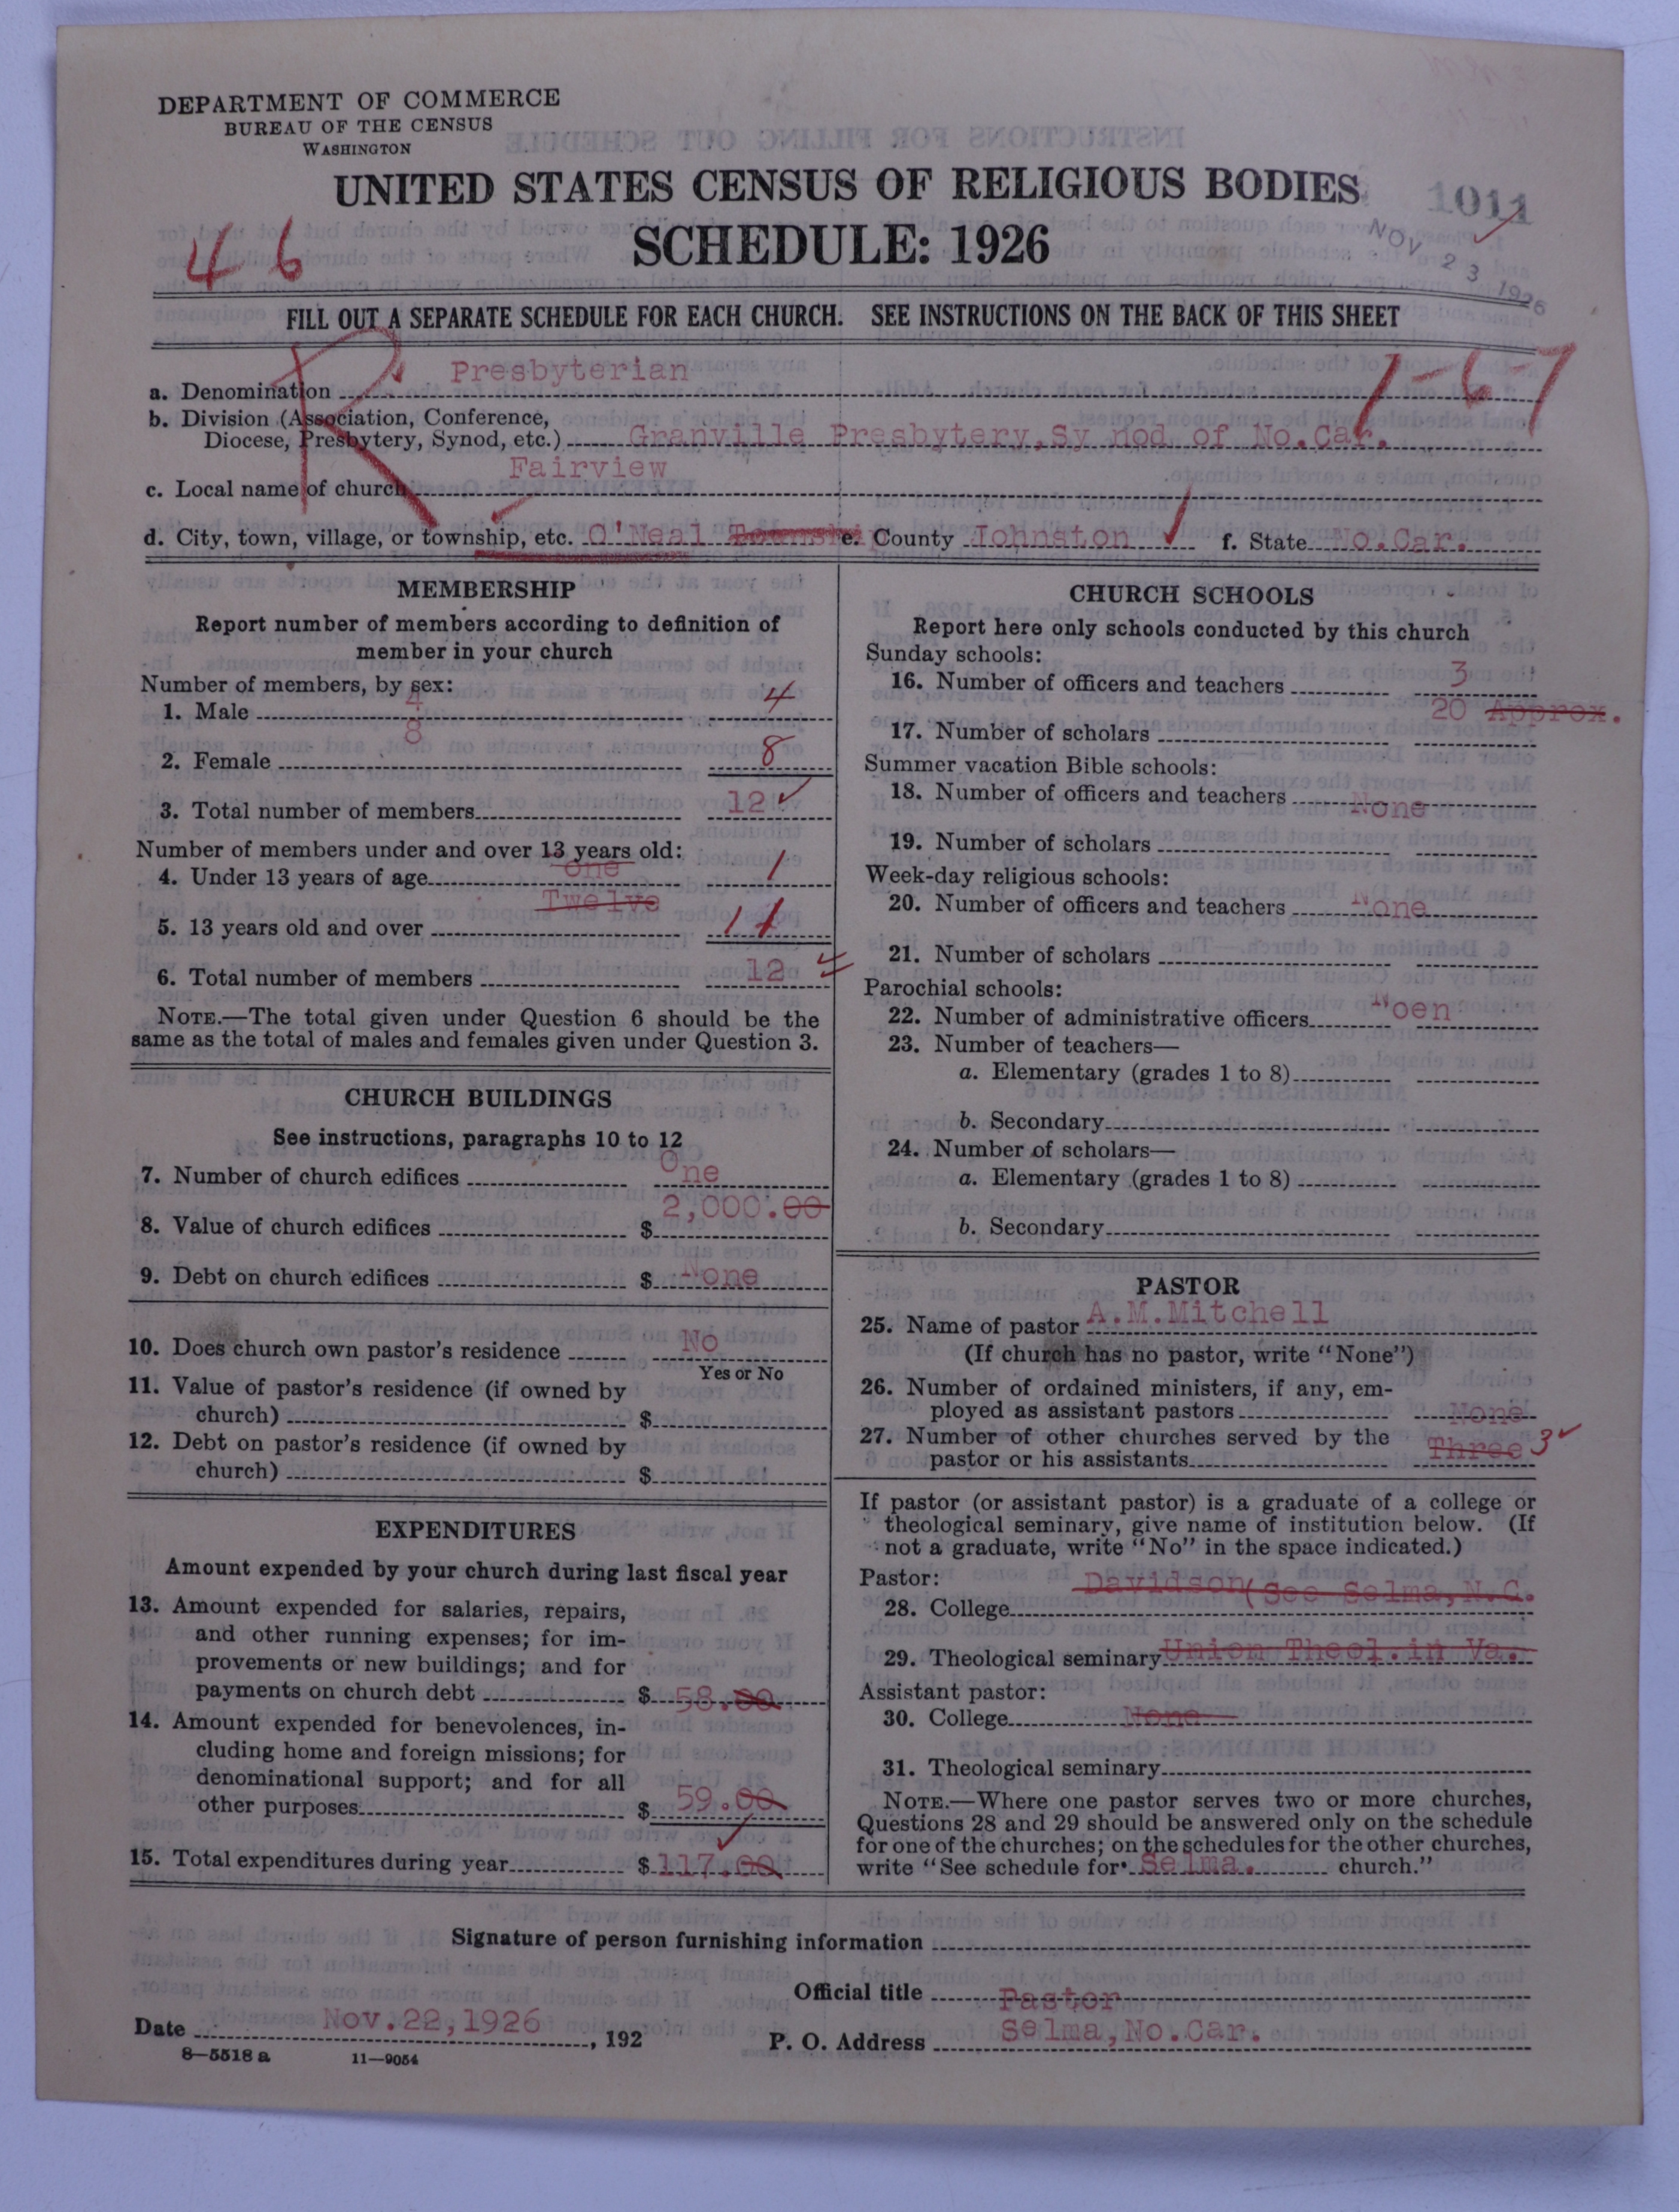 DEPARTMENT OF COMMERCE
BUREAU OF THE CENSUS
WASHINGTON
UNITED STATES CENSUS OF RELIGIOUS BODIES
1011
SCHEDULE: 1926
NOV 23 1926
46
FILL OUT A SEPARATE SCHEDULE FOR EACH CHURCH. SEE INSTRUCTIONS ON THE BACK OF THIS SHEET
R
1-6-7
a. Denomination Presbyterian
b. Division (Association, Conference,
Diocese, Presbytery, Synod, etc.) Granville Presbytery,Sy nod of No.Car.
c. Local name of church Fairview
d. City, town, village, or township, etc. O'Neal Township e. County Johnston f. State No.Car.
MEMBERSHIP
Report number of members according to definition of
member in your church
Number of members, by sex:
1. Male 4 4
2. Female 8 8
3. Total number of members 12
Number of members under and over 13 years old:
4. Under 13 years of age one 1
5. 13 years old and over Twelve 11
6. Total number of members 12
NOTE.—The total given under Question 6 should be the
same as the total of males and females given under Question 3.
CHURCH BUILDINGS
See instructions, paragraphs 10 to 12
7. Number of church edifices One
8. Value of church edifices $ 2,000.00
9. Debt on church edifices $ None
10. Does church own pastor's residence No
Yes or No
11. Value of pastor's residence (if owned by
church) $
12. Debt on pastor's residence (if owned by
church) $
EXPENDITURES
Amount expended by your church during last fiscal year
13. Amount expended for salaries, repairs,
and other running expenses; for im-
provements or new buildings; and for
payments on church debt $ 58.00
14. Amount expended for benevolences, in-
cluding home and foreign missions; for
denominational support; and for all
other purposes $ 59.00
15. Total expenditures during year $ 117.00
CHURCH SCHOOLS
Report here only schools conducted by this church
Sunday schools:
16. Number of officers and teachers 3
17. Number of scholars 20 Approx.
Summer vacation Bible schools:
18. Number of officers and teachers None
19. Number of scholars
Week-day religious schools:
20. Number of officers and teachers None
21. Number of scholars
Parochial schools:
22. Number of administrative officers Noen
23. Number of teachers—
a. Elementary (grades 1 to 8)
b. Secondary
24. Number of scholars—
a. Elementary (grades 1 to 8)
b. Secondary
PASTOR
25. Name of pastor A.M.Mitchell
(If church has no pastor, write "None")
26. Number of ordained ministers, if any, em-
ployed as assistant pastors None
27. Number of other churches served by the
pastor or his assistants Three 3
If pastor (or assistant pastor) is a graduate of a college or
theological seminary, give name of institution below. (If
not a graduate, write "No" in the space indicated.)
Pastor:
28. College Davidson(See Selma, N.C.
29. Theological seminary Union Theol.in Va.
Assistant pastor:
30. College None
31. Theological seminary
NOTE.—Where one pastor serves two or more churches,
Questions 28 and 29 should be answered only on the schedule
for one of the churches; on the schedules for the other churches,
write "See schedule for Selma. church."
Signature of person furnishing information
Official title Pastor
Date Nov.22,1926, 192
P. O. Address Selma,No.Car.
8—5518 a 11—9054